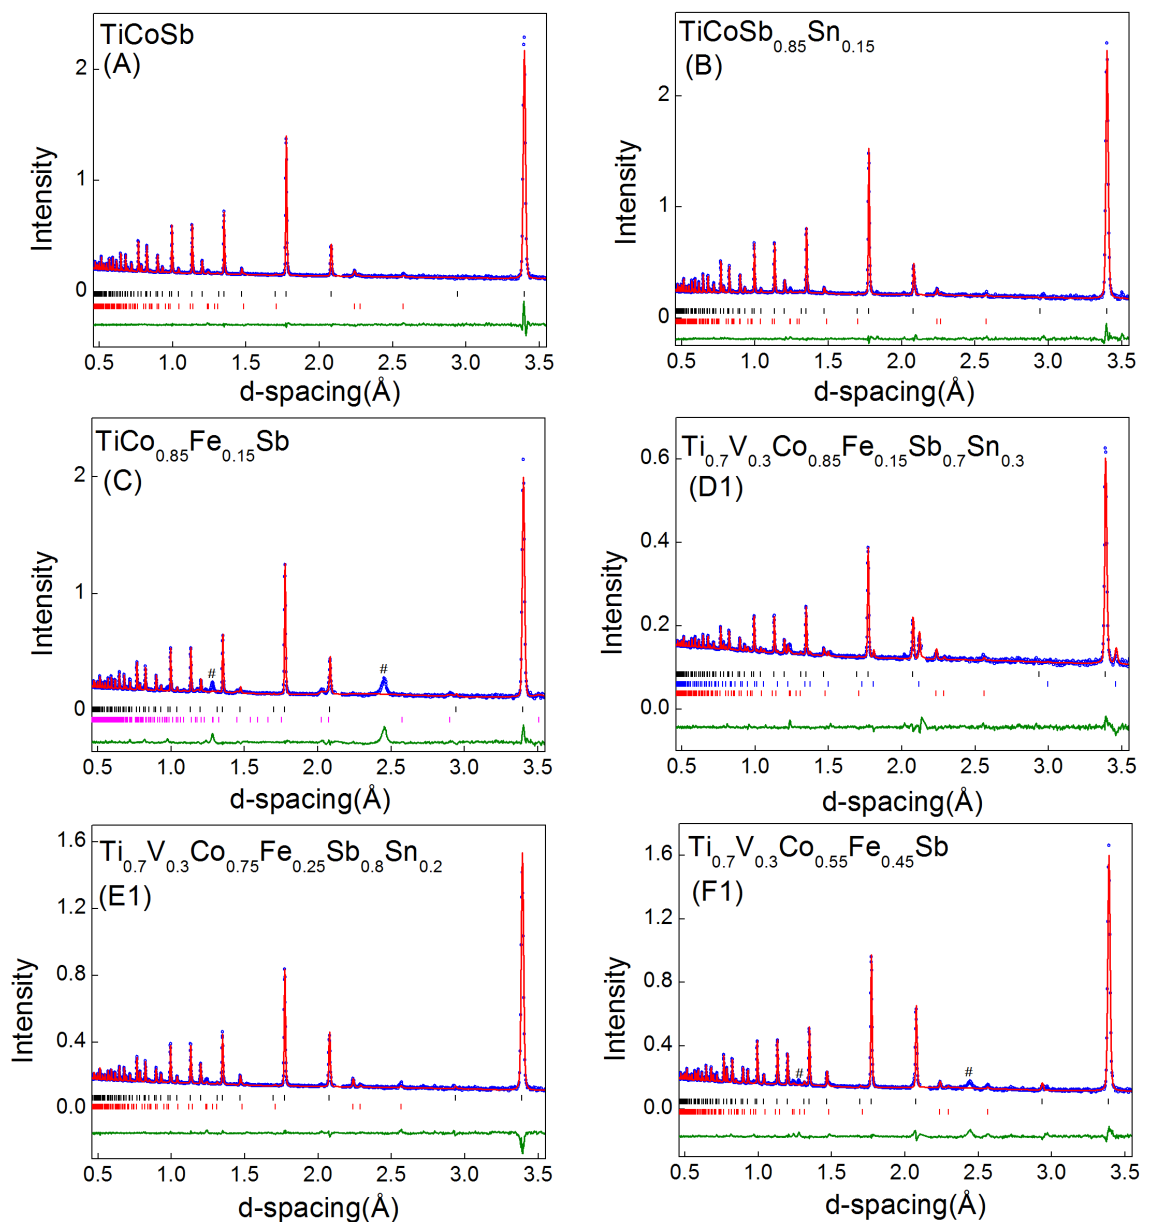 TiCoSb
(A)
Intensity
2
1
0
0.5 1.0 1.5 2.0 2.5 3.0 3.5
d-spacing(Å)
TiCoSb0.85Sn0.15
(B)
Intensity
2
1
0
0.5 1.0 1.5 2.0 2.5 3.0 3.5
d-spacing(Å)
TiCo0.85Fe0.15Sb
(C)
Intensity
2
1
0
# #
0.5 1.0 1.5 2.0 2.5 3.0 3.5
d-spacing(Å)
Ti0.7V0.3Co0.85Fe0.15Sb0.7Sn0.3
(D1)
Intensity
0.6
0.4
0.2
0.0
0.5 1.0 1.5 2.0 2.5 3.0 3.5
d-spacing(Å)
Ti0.7V0.3Co0.75Fe0.25Sb0.8Sn0.2
(E1)
Intensity
1.6
1.2
0.8
0.4
0.0
0.5 1.0 1.5 2.0 2.5 3.0 3.5
d-spacing(Å)
Ti0.7V0.3Co0.55Fe0.45Sb
(F1)
Intensity
1.6
1.2
0.8
0.4
0.0
# #
0.5 1.0 1.5 2.0 2.5 3.0 3.5
d-spacing(Å)